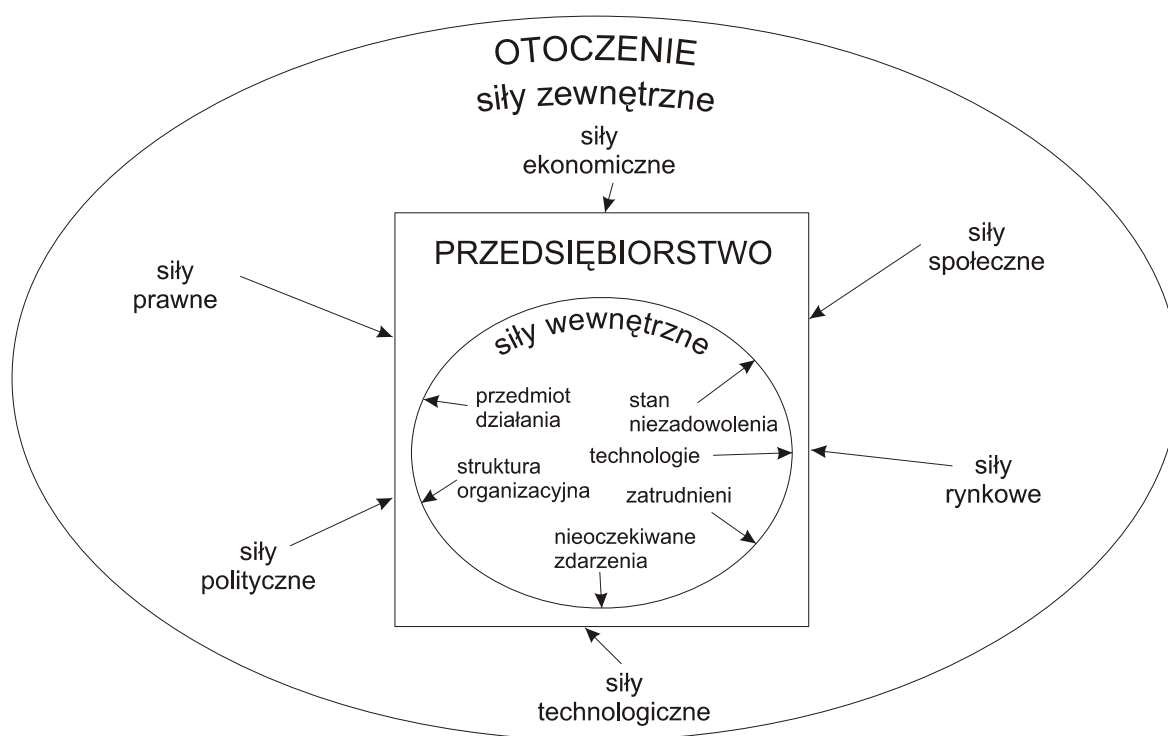 OTOCZENIE
siły zewnętrzne
siły
ekonomiczne
PRZEDSIĘBIORSTWO
siły
społeczne
siły
prawne
siły wewnętrzne
przedmiot
działania
stan
niezadowolenia
technologie
struktura
organizacyjna
zatrudnieni
siły
rynkowe
nieoczekiwane
zdarzenia
siły
polityczne
siły
technologiczne